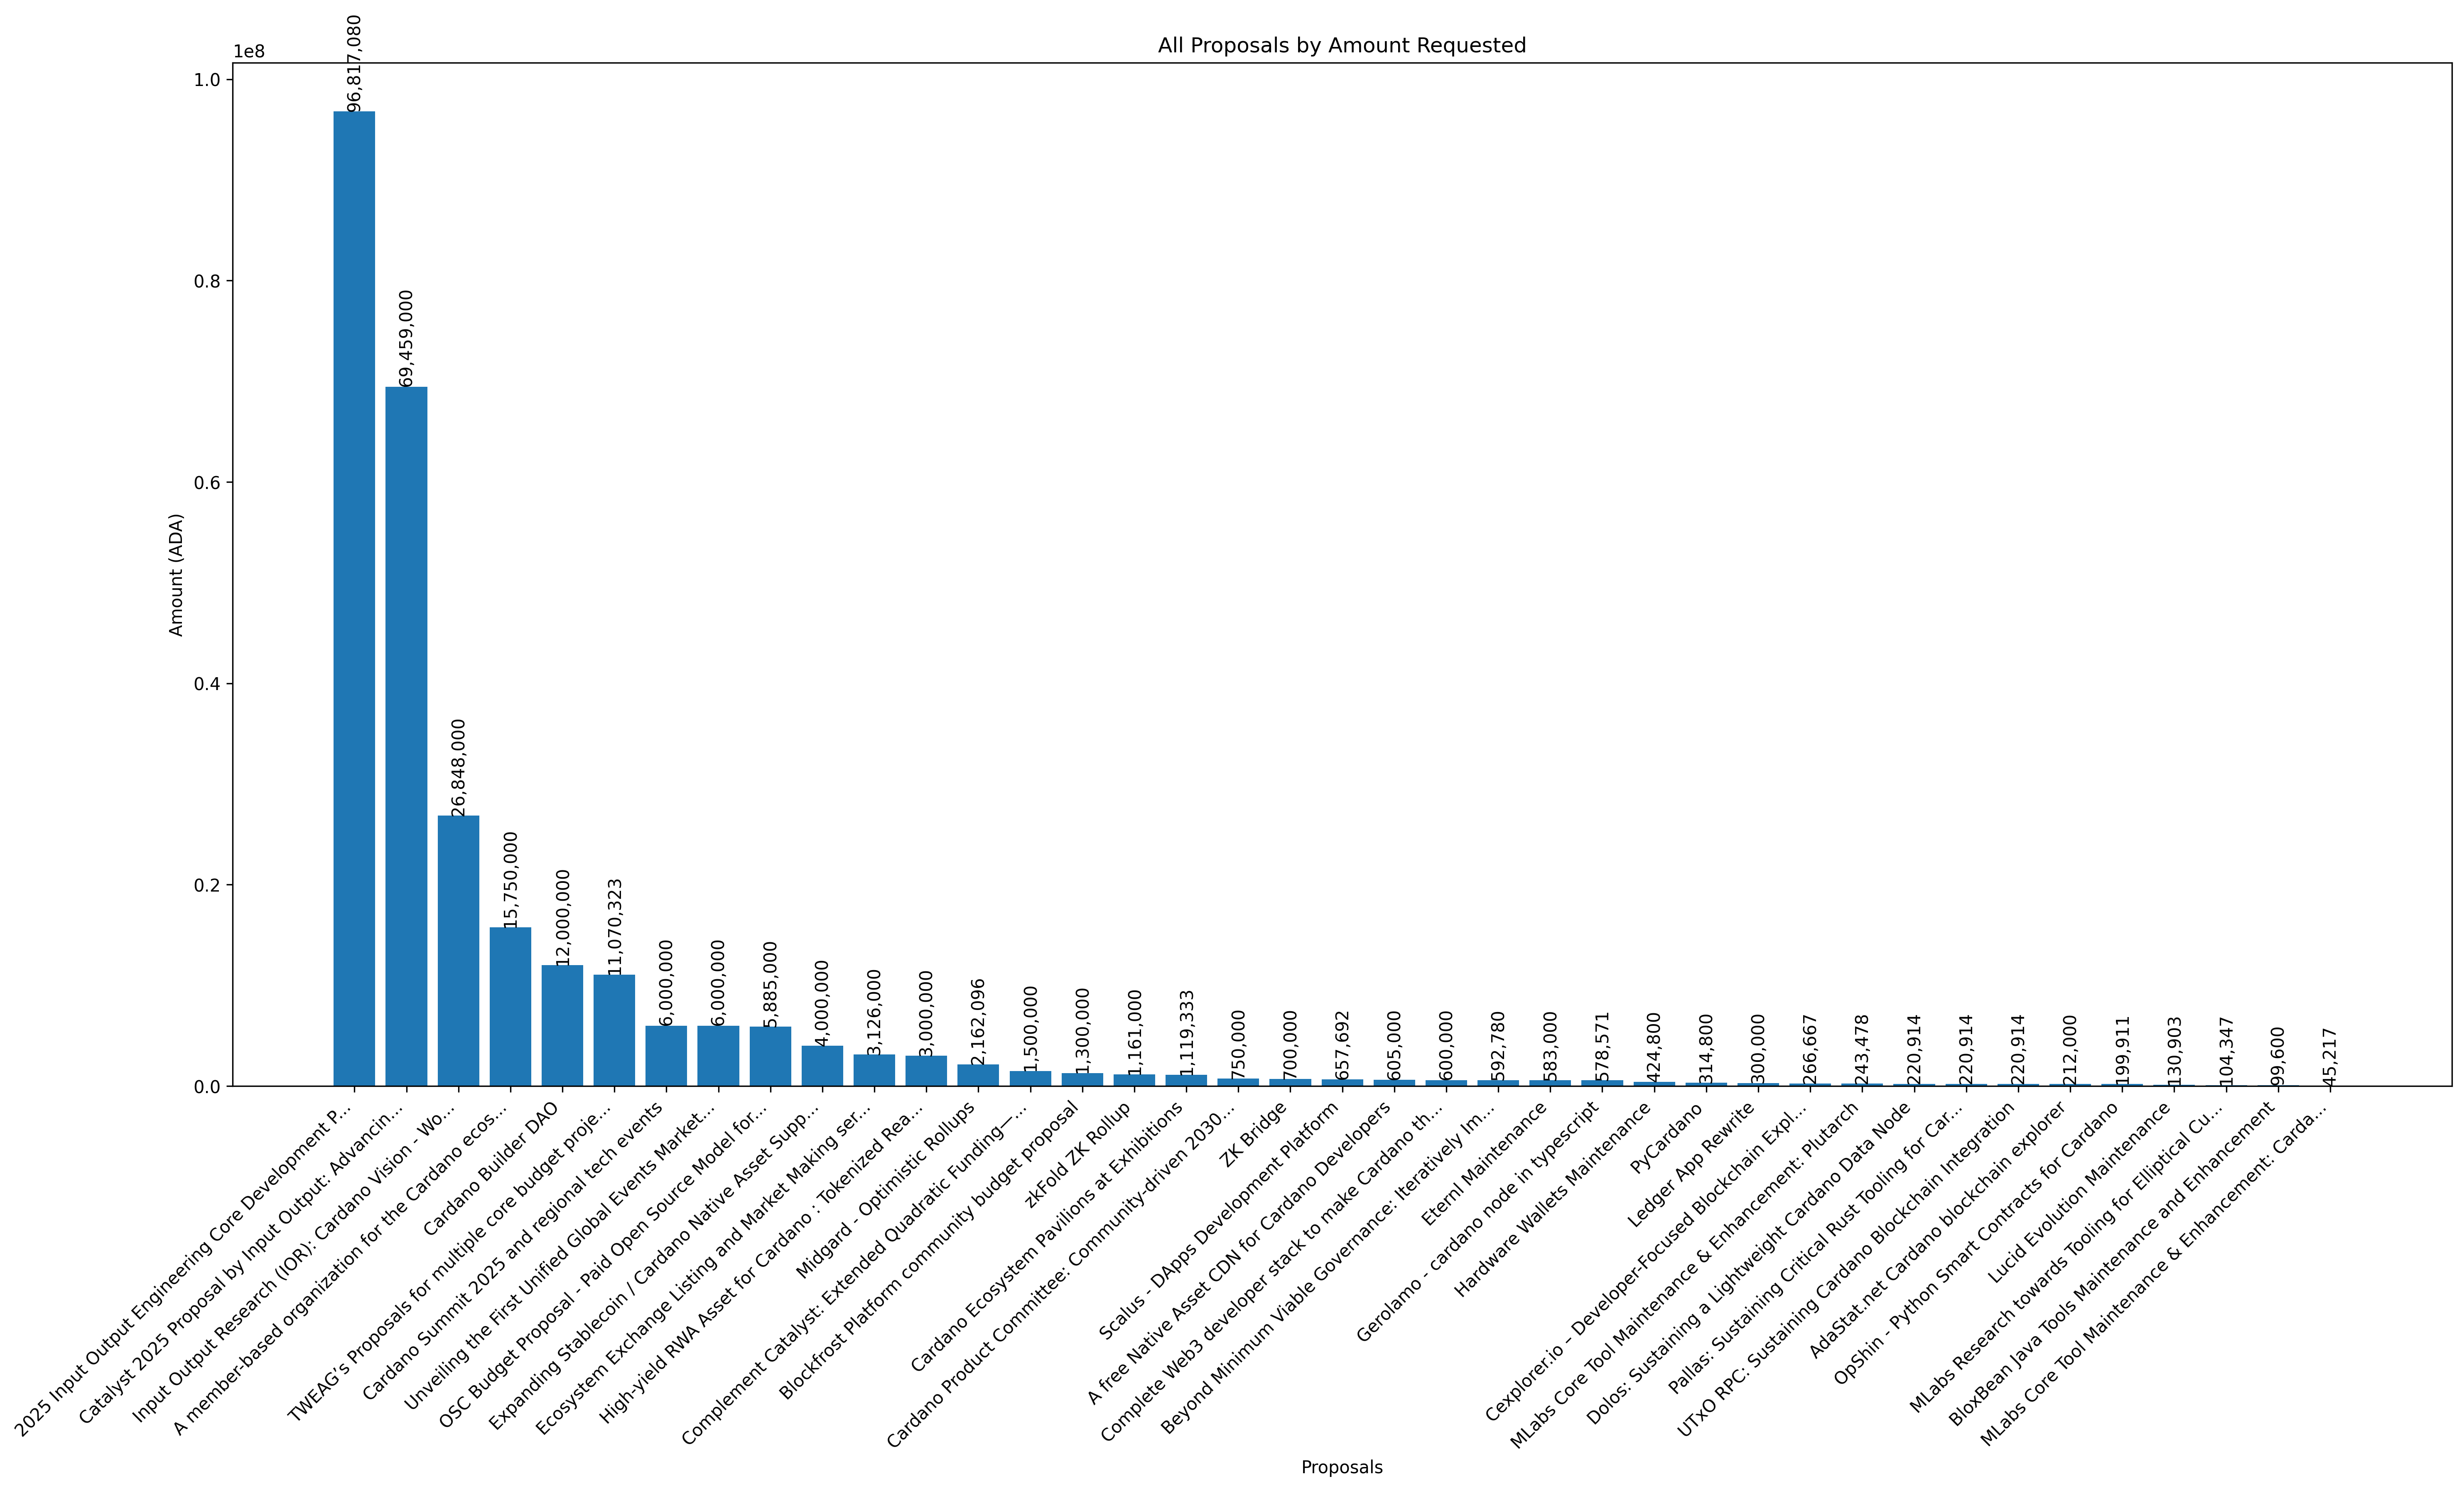 All Proposals by Amount Requested
1e8
1.0
0.8
0.6
0.4
0.2
0.0
Amount (ADA)
96,817,080
69,459,000
26,848,000
15,750,000
12,000,000
11,070,323
6,000,000
6,000,000
5,885,000
4,000,000
3,126,000
3,000,000
2,162,096
1,500,000
1,300,000
1,161,000
1,119,333
750,000
700,000
657,692
605,000
600,000
592,780
583,000
578,571
424,800
314,800
300,000
266,667
243,478
220,914
220,914
220,914
212,000
199,911
130,903
104,347
99,600
45,217
2025 Input Output Engineering Core Development P...
Catalyst 2025 Proposal by Input Output: Advancin...
Input Output Research (IOR): Cardano Vision - Wo...
A member-based organization for the Cardano ecos...
Cardano Builder DAO
TWEAG’s Proposals for multiple core budget proje...
Cardano Summit 2025 and regional tech events
Unveiling the First Unified Global Events Market...
OSC Budget Proposal - Paid Open Source Model for...
Expanding Stablecoin / Cardano Native Asset Supp...
Ecosystem Exchange Listing and Market Making ser...
High-yield RWA Asset for Cardano : Tokenized Rea...
Midgard - Optimistic Rollups
Complement Catalyst: Extended Quadratic Funding—...
Blockfrost Platform community budget proposal
zkFold ZK Rollup
Cardano Ecosystem Pavilions at Exhibitions
Cardano Product Committee: Community-driven 2030...
ZK Bridge
Scalus - DApps Development Platform
A free Native Asset CDN for Cardano Developers
Complete Web3 developer stack to make Cardano th...
Beyond Minimum Viable Governance: Iteratively Im...
Eternl Maintenance
Gerolamo - cardano node in typescript
Hardware Wallets Maintenance
PyCardano
Ledger App Rewrite
Cexplorer.io – Developer-Focused Blockchain Expl...
MLabs Core Tool Maintenance & Enhancement: Plutarch
Dolos: Sustaining a Lightweight Cardano Data Node
Pallas: Sustaining Critical Rust Tooling for Car...
UTxO RPC: Sustaining Cardano Blockchain Integration
AdaStat.net Cardano blockchain explorer
OpShin - Python Smart Contracts for Cardano
Lucid Evolution Maintenance
MLabs Research towards Tooling for Elliptical Cu...
BloxBean Java Tools Maintenance and Enhancement
MLabs Core Tool Maintenance & Enhancement: Carda...
Proposals